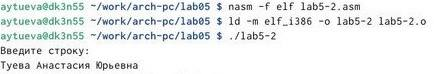 aytueva@dk3n55 ~/work/arch-pc/lab05 $ nasm -f elf lab5-2.asm
aytueva@dk3n55 ~/work/arch-pc/lab05 $ ld -m elf_i386 -o lab5-2 lab5-2.o
aytueva@dk3n55 ~/work/arch-pc/lab05 $ ./lab5-2
Введите строку:
Туева Анастасия Юрьевна